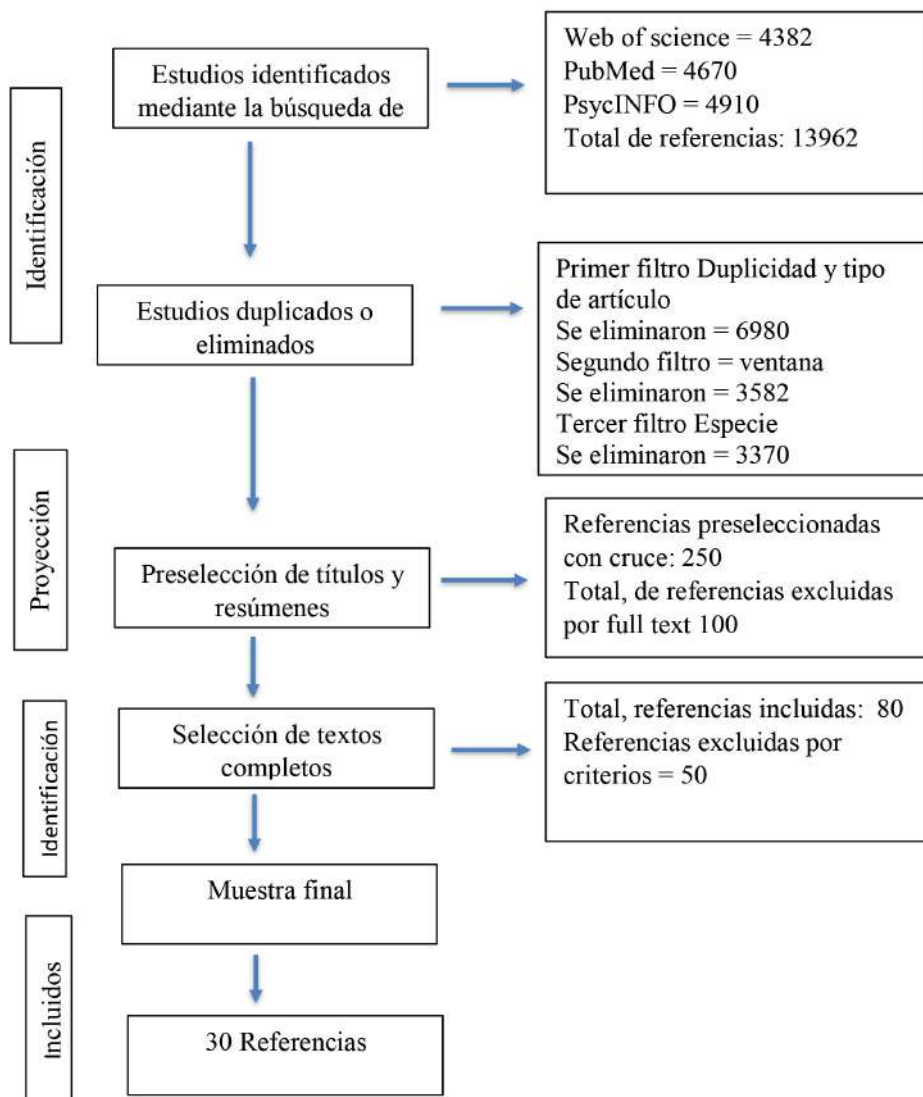 Identificación
Estudios identificados
mediante la búsqueda de
Web of science = 4382
PubMed = 4670
PsycINFO = 4910
Total de referencias: 13962
Estudios duplicados o
eliminados
Primer filtro Duplicidad y tipo
de artículo
Se eliminaron = 6980
Segundo filtro = ventana
Se eliminaron = 3582
Tercer filtro Especie
Se eliminaron = 3370
Proyección
Preselección de títulos y
resúmenes
Referencias preseleccionadas
con cruce: 250
Total, de referencias excluidas
por full text 100
Identificación
Selección de textos
completos
Total, referencias incluidas: 80
Referencias excluidas por
criterios = 50
Muestra final
Incluidos
30 Referencias